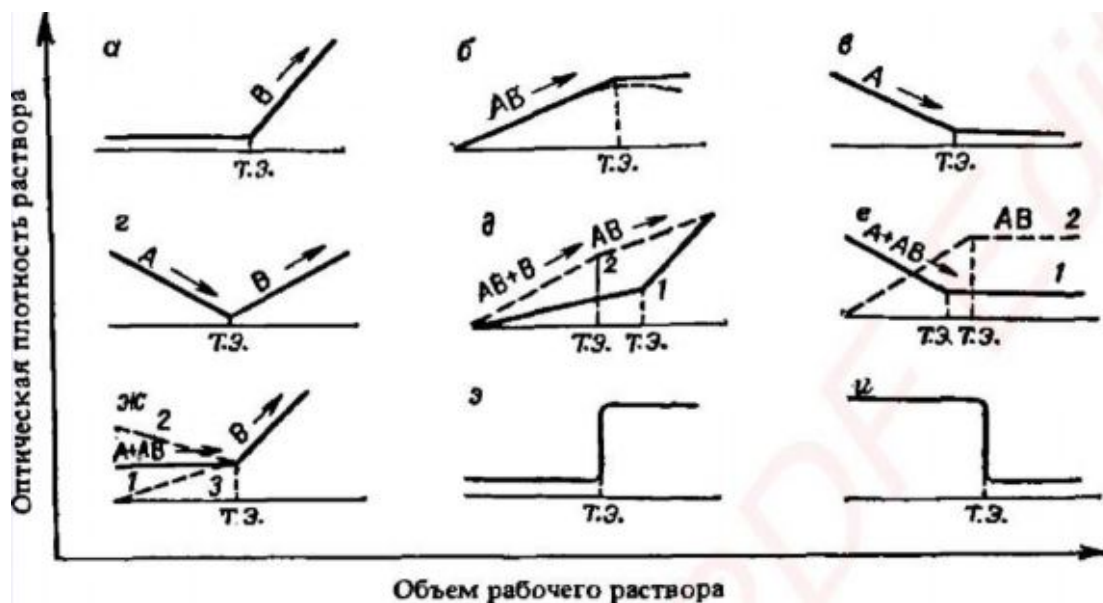 Оптическая плотность раствора
а
В
Т.Э.
б
АВ
Т.Э.
в
А
Т.Э.
г
А
В
Т.Э.
д
АВ+В
АВ
2
1
Т.Э. Т.Э.
е
А+АВ
АВ 2
1
Т.Э. Т.Э.
ж
2
А+АВ
В
1
3
Т.Э.
з
Т.Э.
и
Т.Э.
Объем рабочего раствора